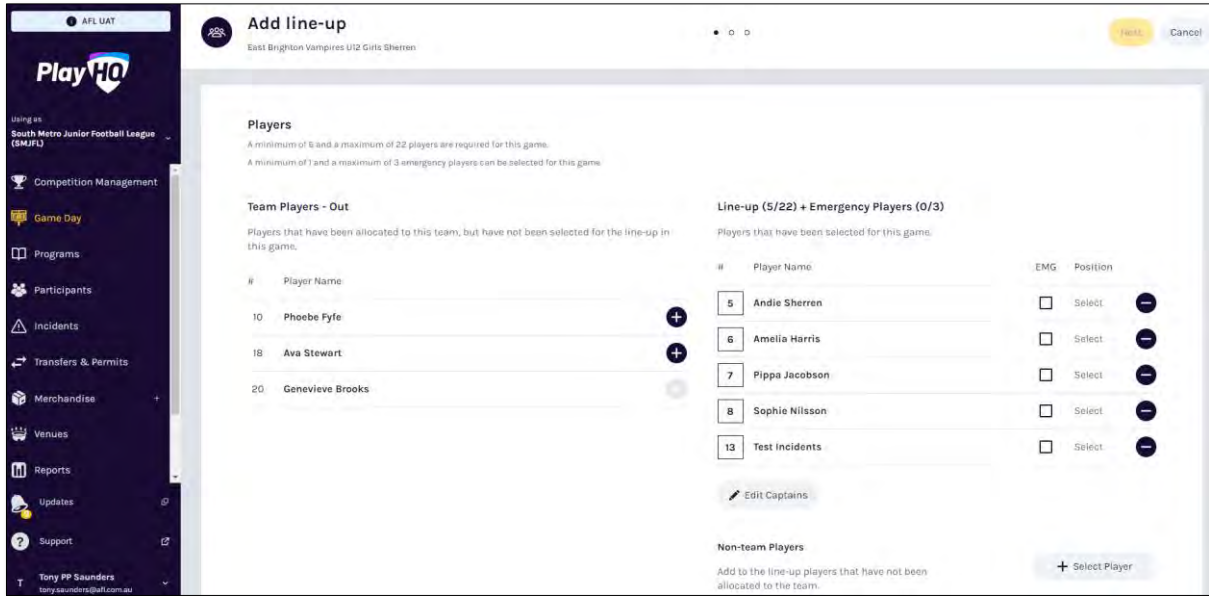 AFL UAT
PlayHQ
Using as
South Metro Junior Football League
(SMJFL)
Competition Management
Game Day
Programs
Participants
Incidents
Transfers & Permits
Merchandise +
Venues
Reports
Updates
Support
T
Tony PP Saunders
tony.saunders@afl.com.au
Add line-up
East Brighton Vampires U12 Girls Sherren
Next
Cancel
Players
A minimum of 6 and a maximum of 22 players are required for this game.
A minimum of 1 and a maximum of 3 emergency players can be selected for this game
Team Players - Out
Players that have been allocated to this team, but have not been selected for the line-up in
this game.
# Player Name
10 Phoebe Fyfe
18 Ava Stewart
20 Genevieve Brooks
Line-up (5/22) + Emergency Players (0/3)
Players that have been selected for this game.
# Player Name EMG Position
5 Andie Sherren Select
6 Amelia Harris Select
7 Pippa Jacobson Select
8 Sophie Nilsson Select
13 Test Incidents Select
Edit Captains
Non-team Players
Add to the line-up players that have not been
allocated to the team.
+ Select Player